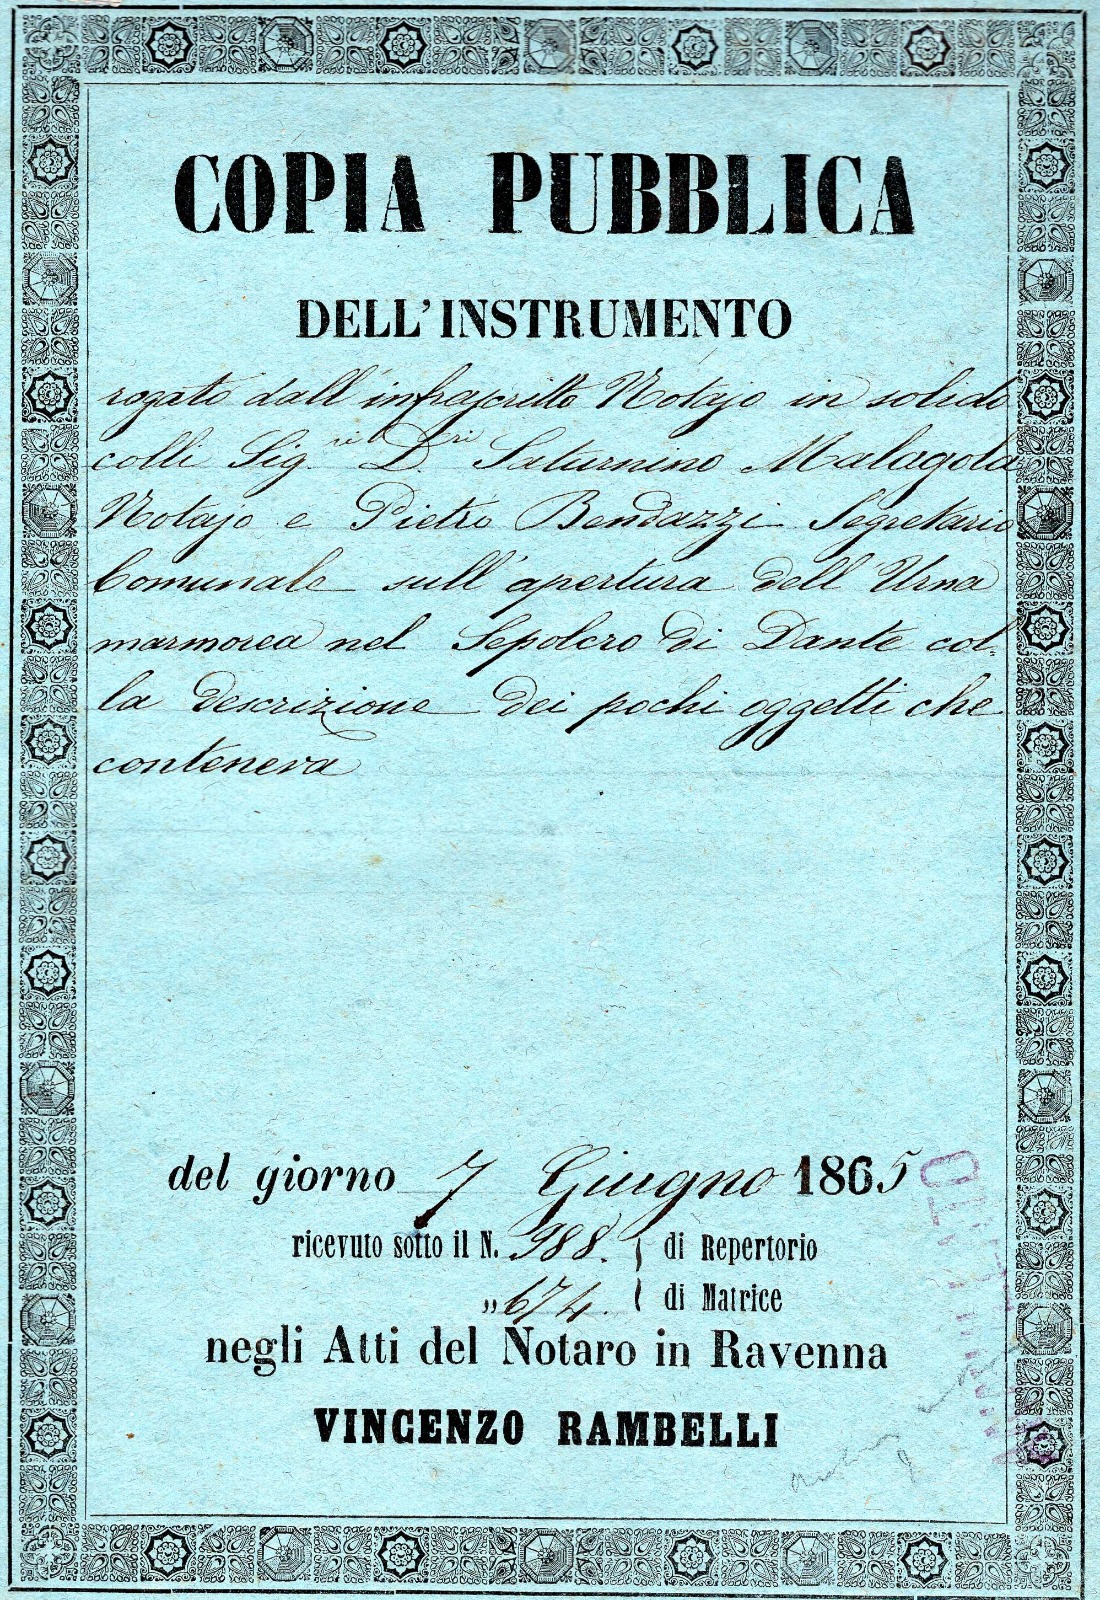 COPIA PUBBLICA
DELL'INSTRUMENTO
rogato dall'infrascritto Notajo in solido
colli Sig.ri D.ri Saturnino Malagola
Notajo e Pietro Bendazzi Segretario
Comunale sull'apertura dell'Urna
marmorea nel Sepolcro di Dante col=
la descrizione dei pochi oggetti che
conteneva
del giorno 7 Giugno 1865
ricevuto sotto il N. 988. } di Repertorio
„ 674. } di Matrice
negli Atti del Notaro in Ravenna
VINCENZO RAMBELLI